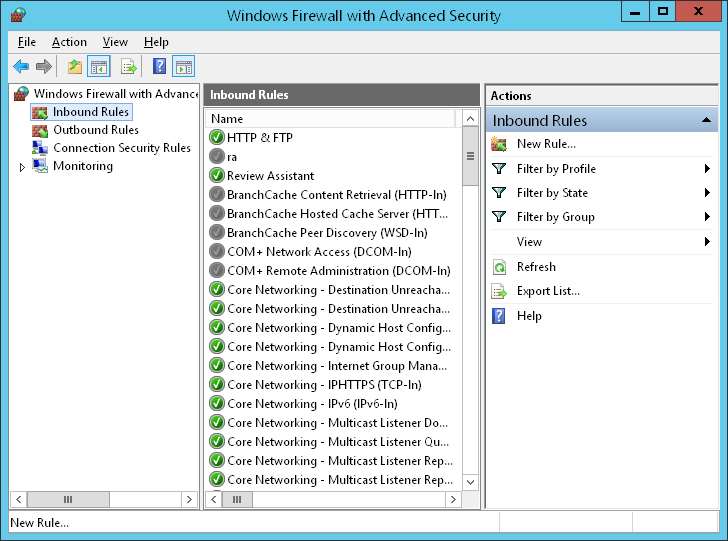 Windows Firewall with Advanced Security
File Action View Help
Windows Firewall with Advance
Inbound Rules
Outbound Rules
Connection Security Rules
Monitoring
Inbound Rules
Name
HTTP & FTP
ra
Review Assistant
BranchCache Content Retrieval (HTTP-In)
BranchCache Hosted Cache Server (HTT...
BranchCache Peer Discovery (WSD-In)
COM+ Network Access (DCOM-In)
COM+ Remote Administration (DCOM-In)
Core Networking - Destination Unreacha...
Core Networking - Destination Unreacha...
Core Networking - Dynamic Host Config...
Core Networking - Dynamic Host Config...
Core Networking - Internet Group Mana...
Core Networking - IPHTTPS (TCP-In)
Core Networking - IPv6 (IPv6-In)
Core Networking - Multicast Listener Do...
Core Networking - Multicast Listener Qu...
Core Networking - Multicast Listener Rep...
Core Networking - Multicast Listener Rep...
Actions
Inbound Rules
New Rule...
Filter by Profile
Filter by State
Filter by Group
View
Refresh
Export List...
Help
New Rule...